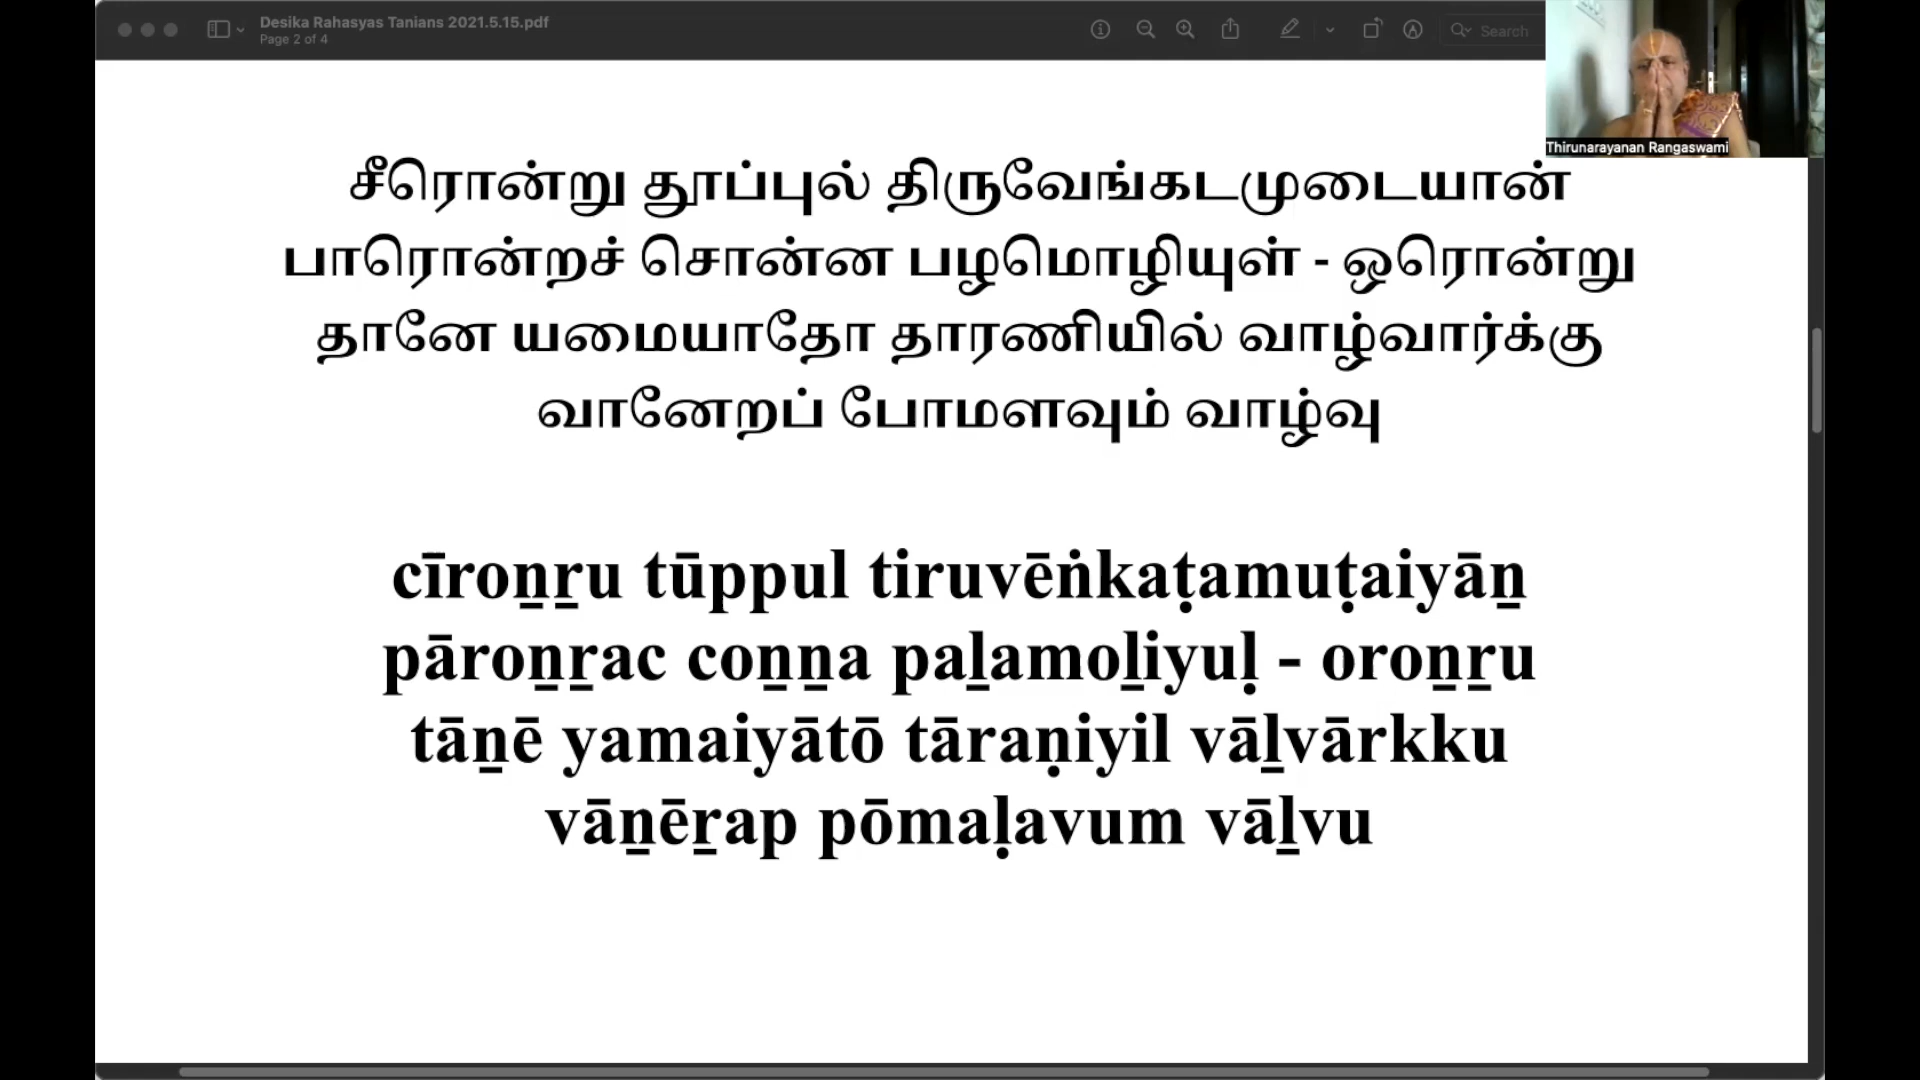 Desika Rahasyas Tanians 2021.5.15.pdf
Page 2 of 4
Search
Thirunarayanan Rangaswami
சீரொன்று தூப்புல் திருவேங்கடமுடையான்
பாரொன்றச் சொன்ன பழமொழியுள் - ஒரொன்று
தானே யமையாதோ தாரணியில் வாழ்வார்க்கு
வானேறப் போமளவும் வாழ்வு
cīroṉṟu tūppul tiruvēṅkaṭamuṭaiyāṉ
pāroṉṟac coṉṉa paḻamoḻiyuḷ - oroṉṟu
tāṉē yamaiyātō tāraṇiyil vāḻvārkku
vāṉēṟap pōmaḷavum vāḻvu